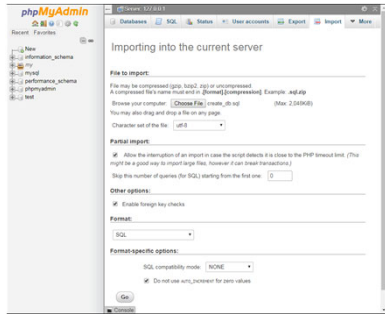 phpMyAdmin
Recent Favorites
New
information_schema
my
mysql
performance_schema
phpmyadmin
test
Server: 127.0.0.1
Databases SQL Status User accounts Export Import More
Importing into the current server
File to import:
File may be compressed (gzip, bzip2, zip) or uncompressed.
A compressed file's name must end in .[format].[compression]. Example: .sql.zip
Browse your computer: Choose File create_db.sql (Max: 2,048KiB)
You may also drag and drop a file on any page.
Character set of the file: utf-8
Partial import:
Allow the interruption of an import in case the script detects it is close to the PHP timeout limit. (This
might be a good way to import large files, however it can break transactions.)
Skip this number of queries (for SQL) starting from the first one: 0
Other options:
Enable foreign key checks
Format:
SQL
Format-specific options:
SQL compatibility mode: NONE
Do not use AUTO_INCREMENT for zero values
Go
Console